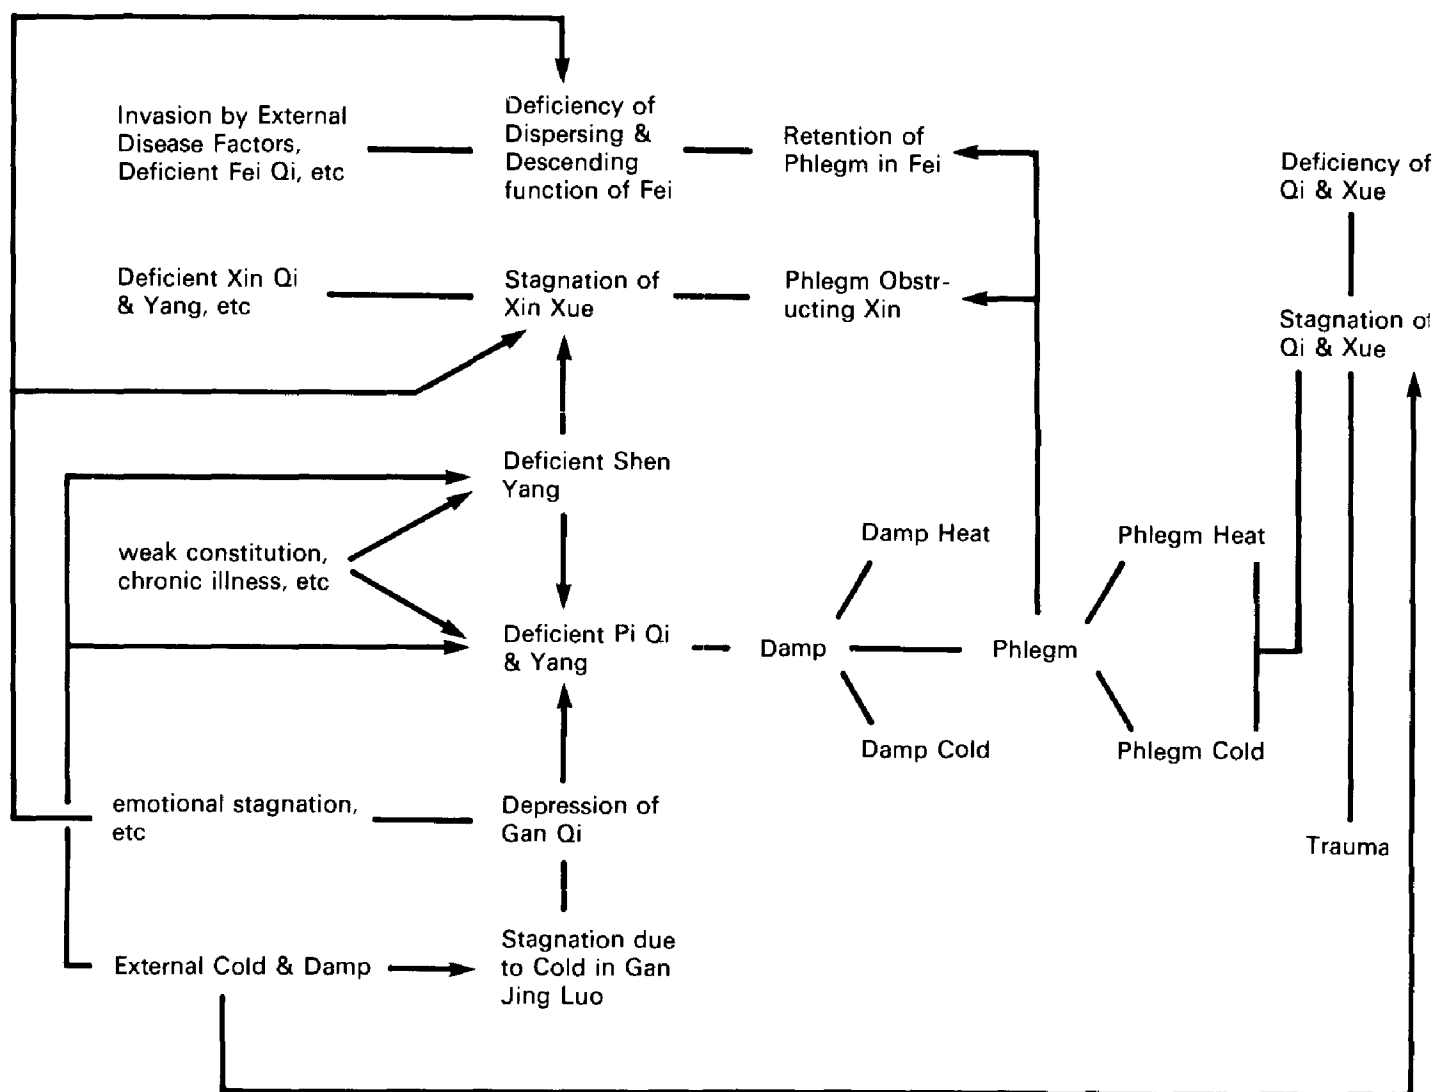 Invasion by External
Disease Factors,
Deficient Fei Qi, etc
Deficiency of
Dispersing &
Descending
function of Fei
Retention of
Phlegm in Fei
Deficiency of
Qi & Xue
Deficient Xin Qi
& Yang, etc
Stagnation of
Xin Xue
Phlegm Obstr-
ucting Xin
Stagnation of
Qi & Xue
Deficient Shen
Yang
weak constitution,
chronic illness, etc
Damp Heat
Phlegm Heat
Deficient Pi Qi
& Yang
Damp
Phlegm
Damp Cold
Phlegm Cold
emotional stagnation,
etc
Depression of
Gan Qi
Trauma
External Cold & Damp
Stagnation due
to Cold in Gan
Jing Luo